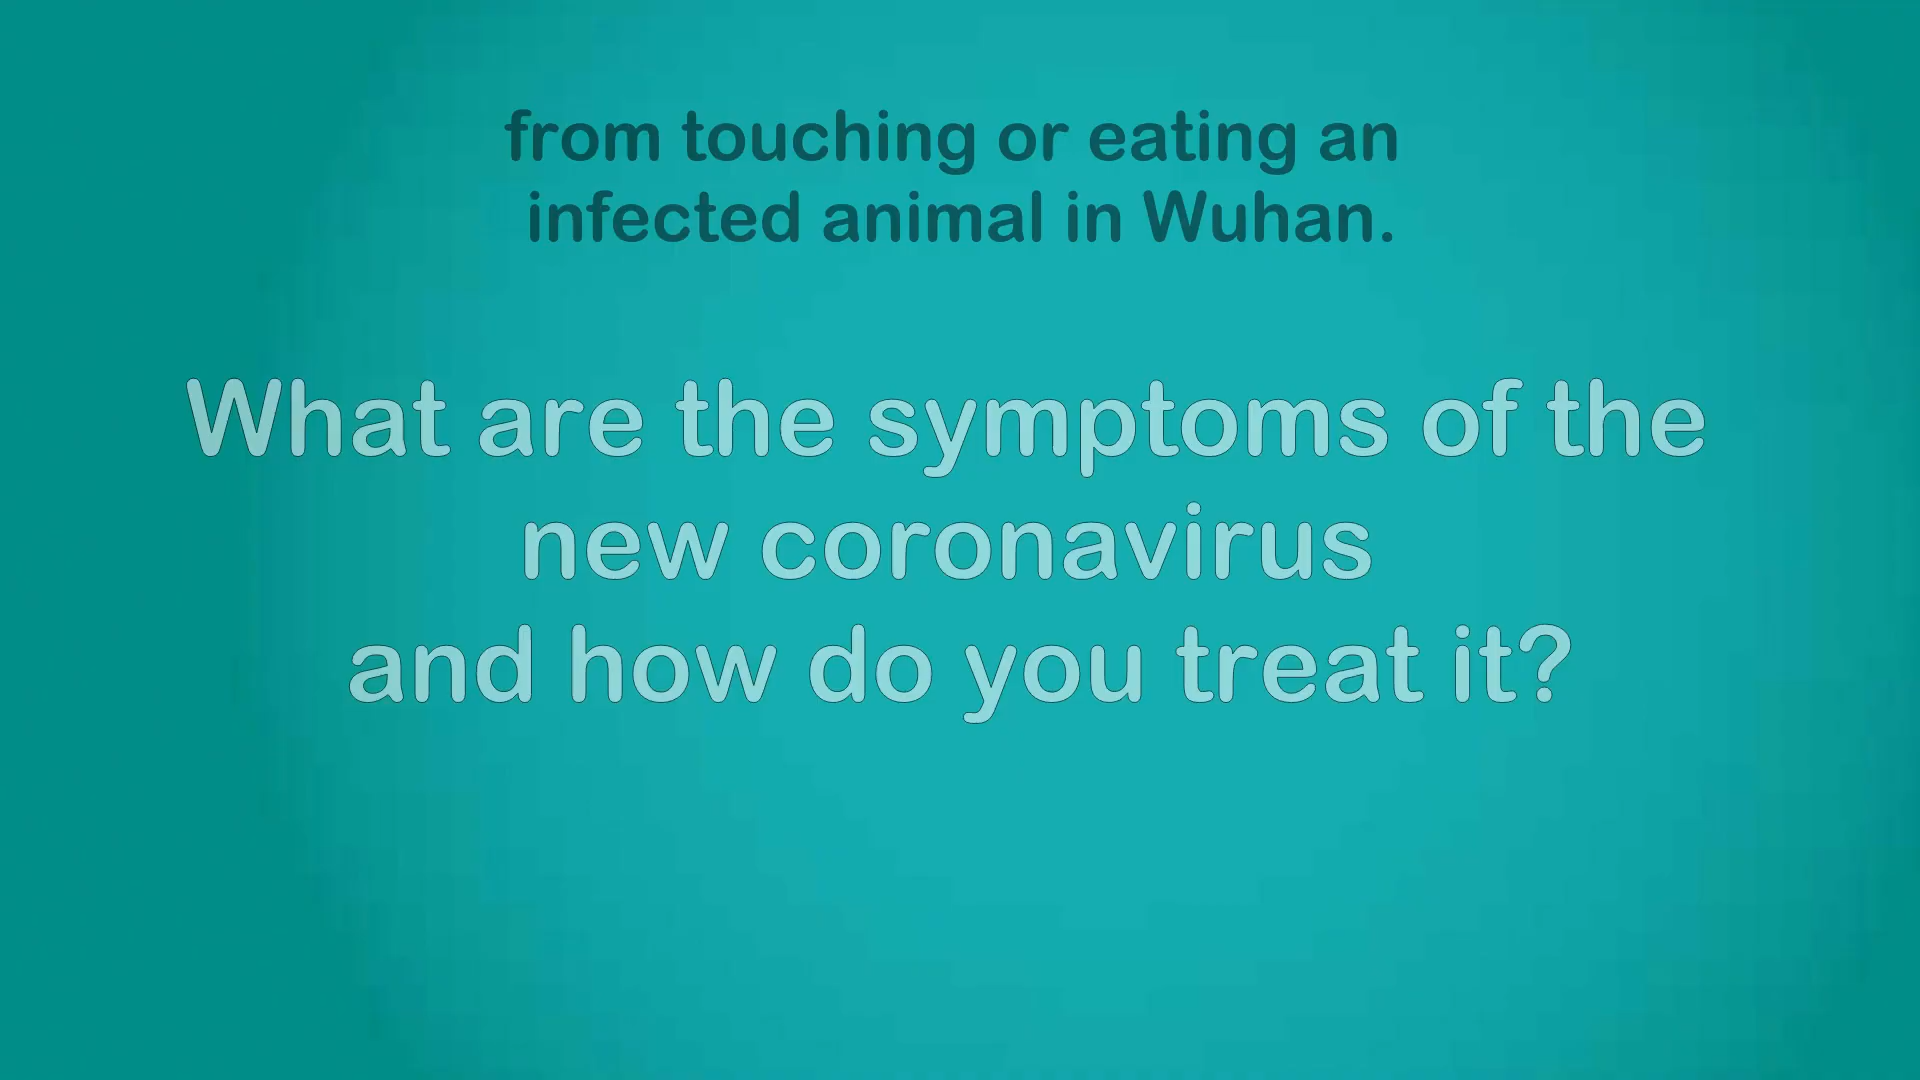 from touching or eating an
infected animal in Wuhan.
What are the symptoms of the
new coronavirus
and how do you treat it?